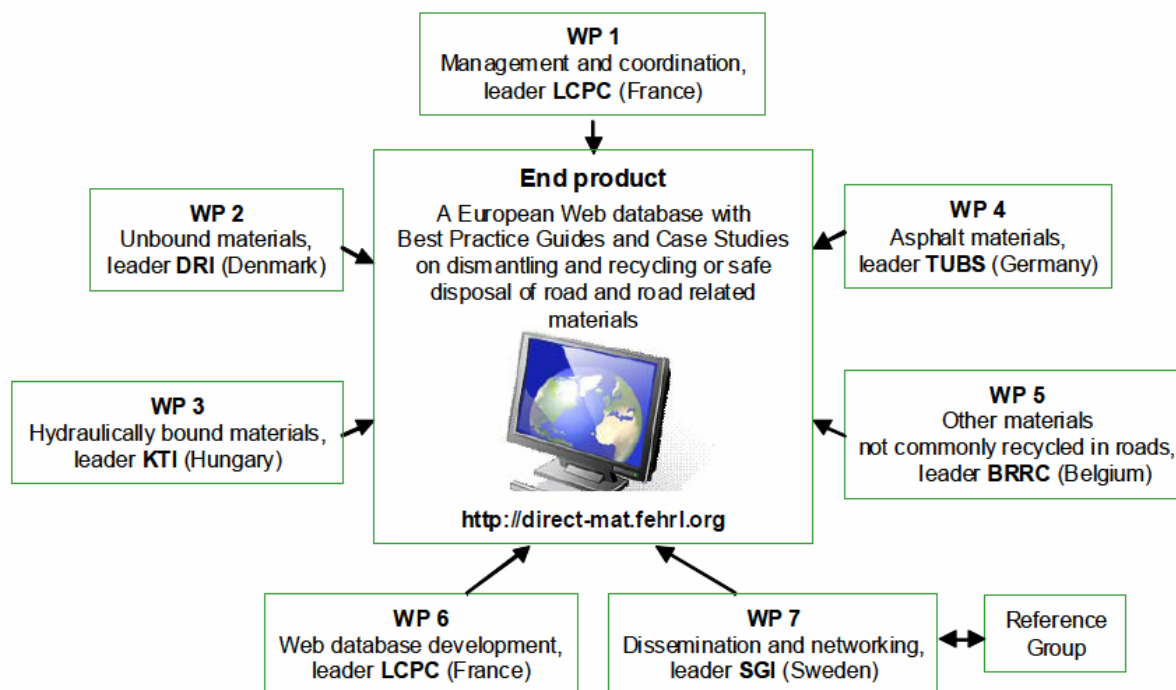 WP 1
Management and coordination,
leader LCPC (France)
End product
A European Web database with
Best Practice Guides and Case Studies
on dismantling and recycling or safe
disposal of road and road related
materials
http://direct-mat.fehrl.org
WP 2
Unbound materials,
leader DRI (Denmark)
WP 4
Asphalt materials,
leader TUBS (Germany)
WP 3
Hydraulically bound materials,
leader KTI (Hungary)
WP 5
Other materials
not commonly recycled in roads,
leader BRRC (Belgium)
WP 6
Web database development,
leader LCPC (France)
WP 7
Dissemination and networking,
leader SGI (Sweden)
Reference
Group